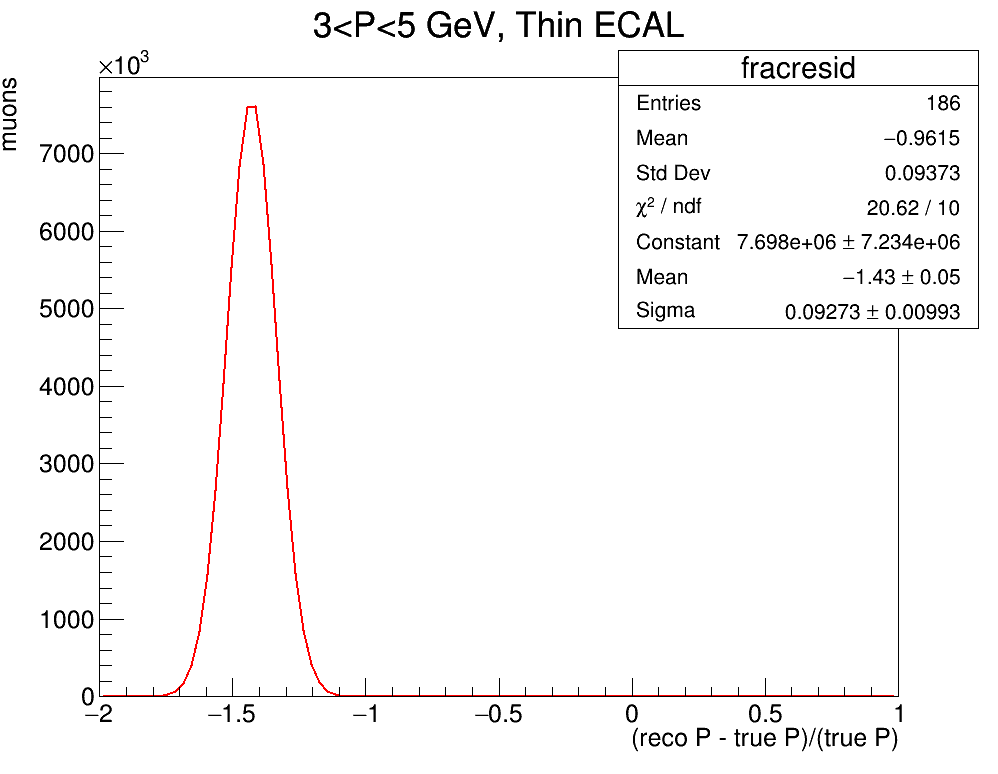 3<P<5 GeV, Thin ECAL
×10³
muons
fracresid
Entries 186
Mean −0.9615
Std Dev 0.09373
χ² / ndf 20.62 / 10
Constant 7.698e+06 ± 7.234e+06
Mean −1.43 ± 0.05
Sigma 0.09273 ± 0.00993
7000
6000
5000
4000
3000
2000
1000
0
−2 −1.5 −1 −0.5 0 0.5 1
(reco P - true P)/(true P)